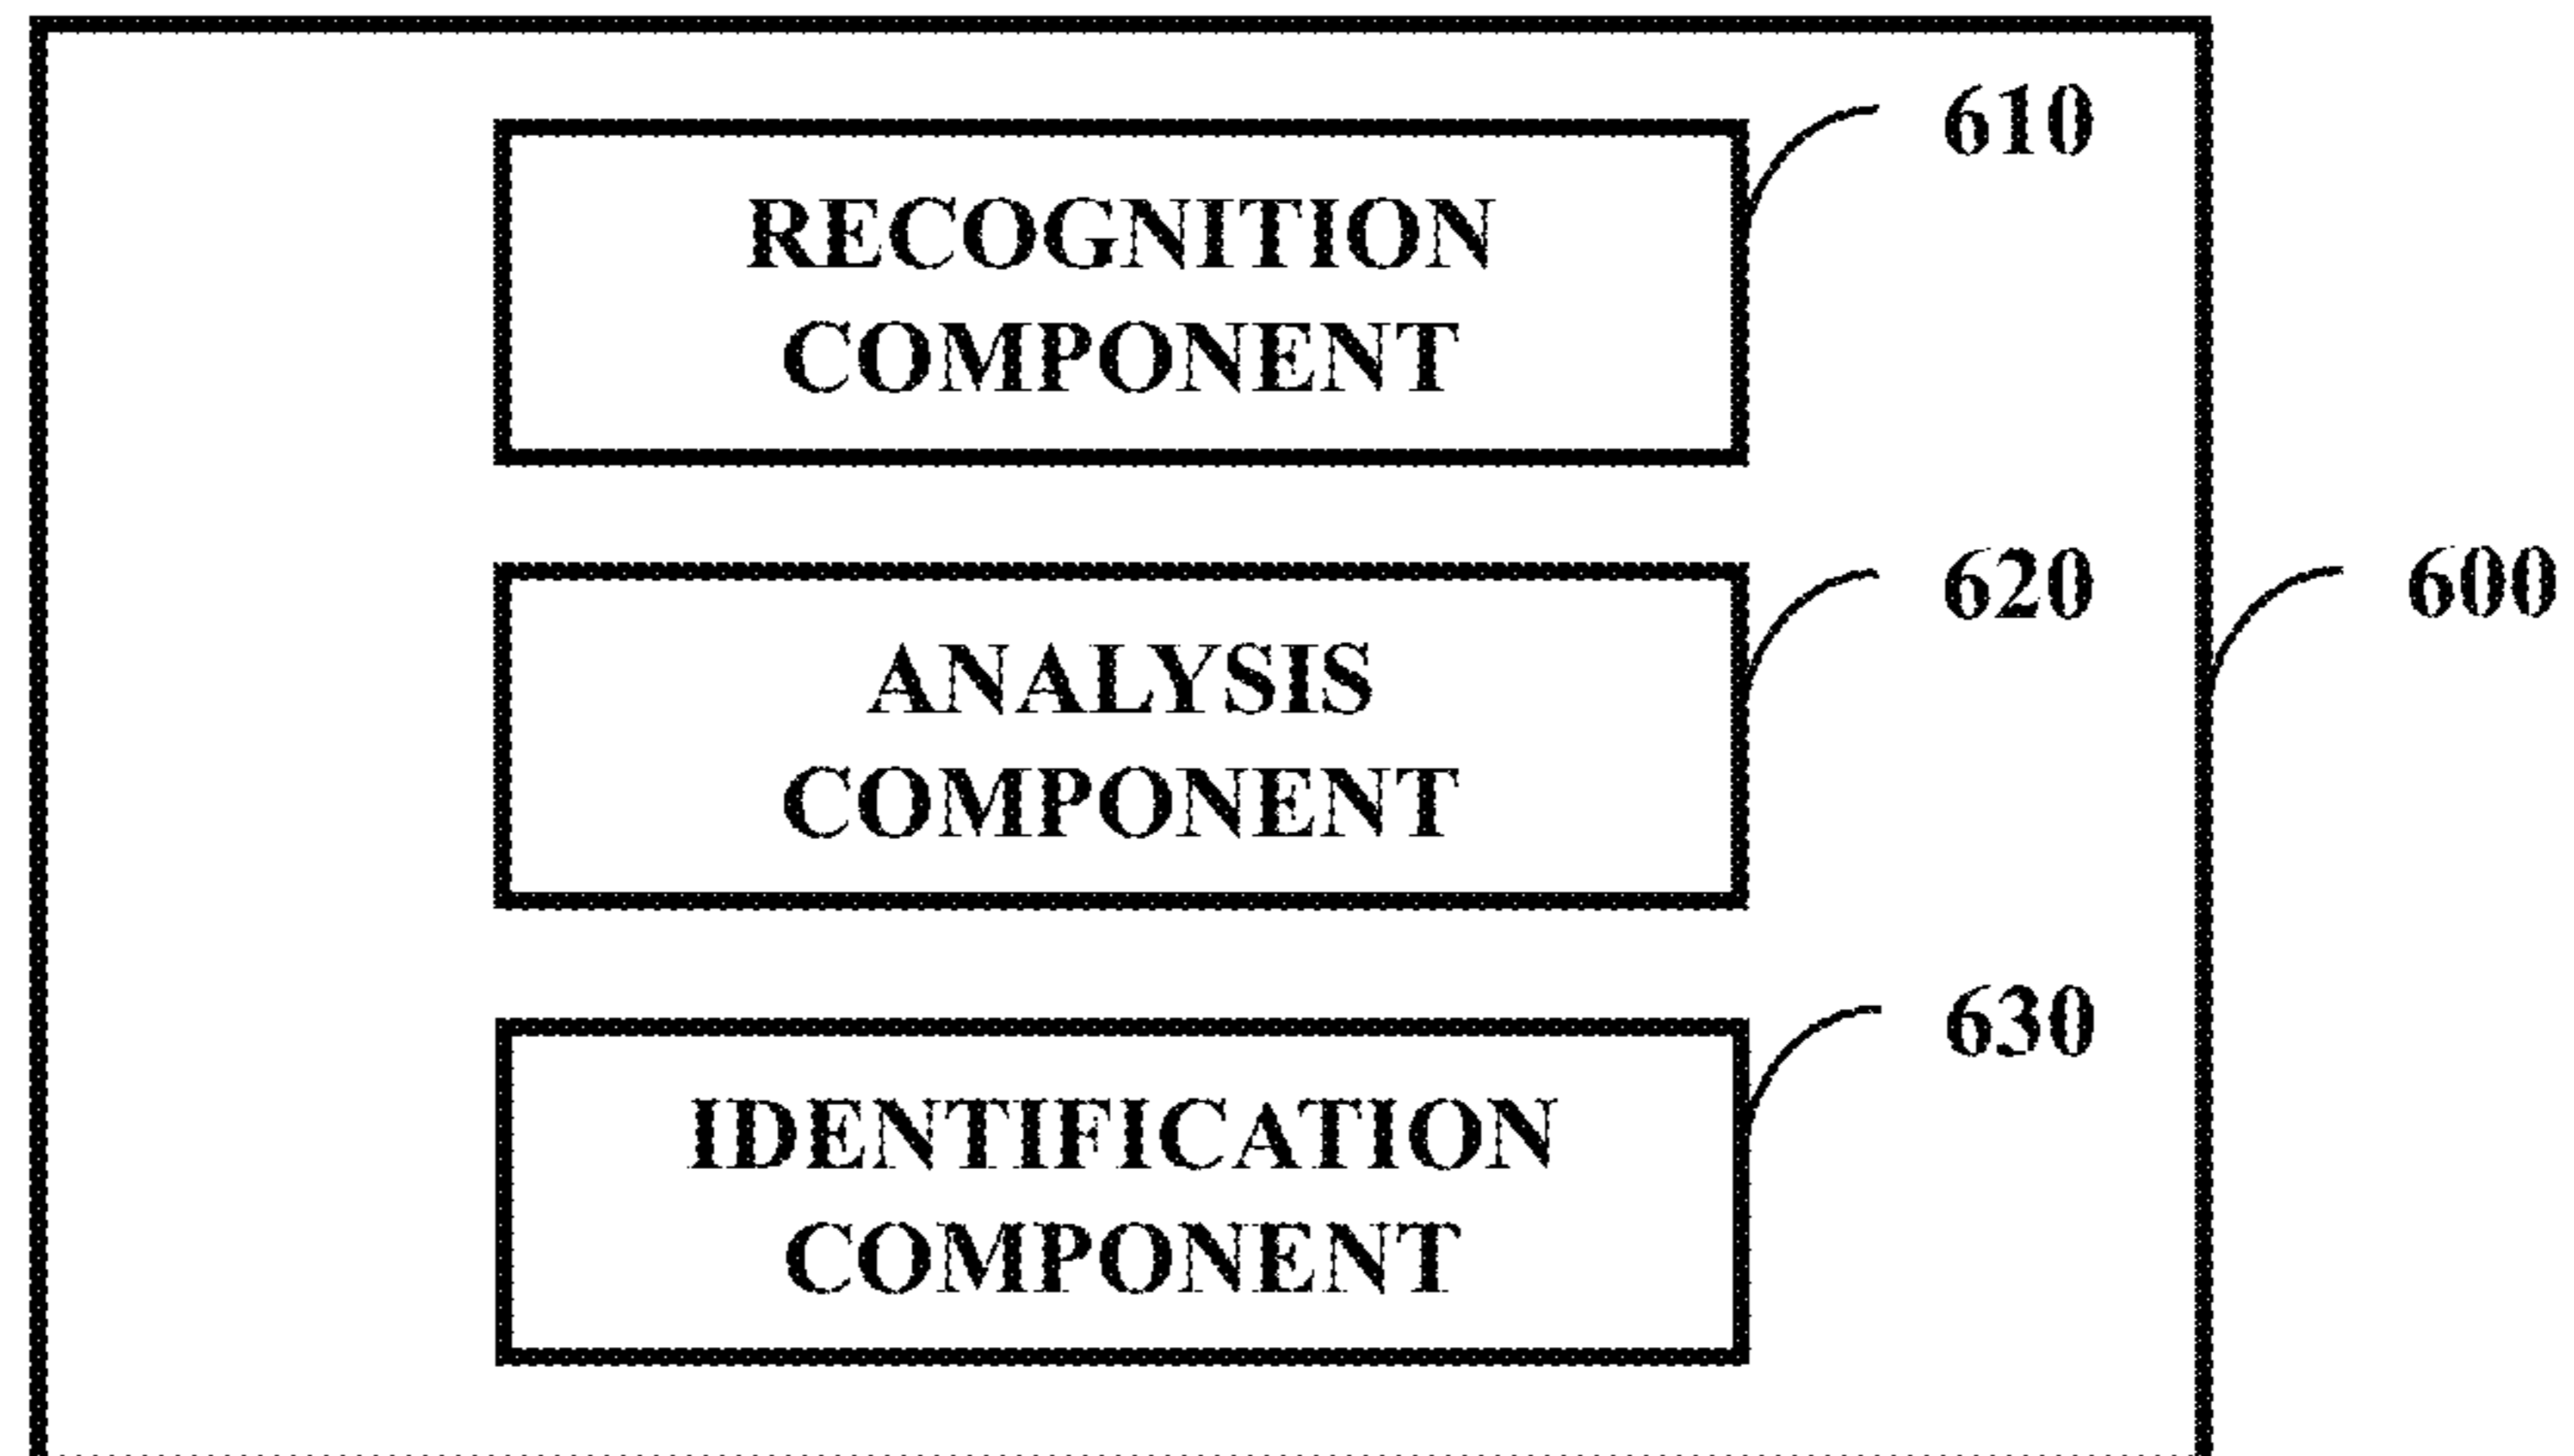 610
RECOGNITION
COMPONENT
620
600
ANALYSIS
COMPONENT
630
IDENTIFICATION
COMPONENT